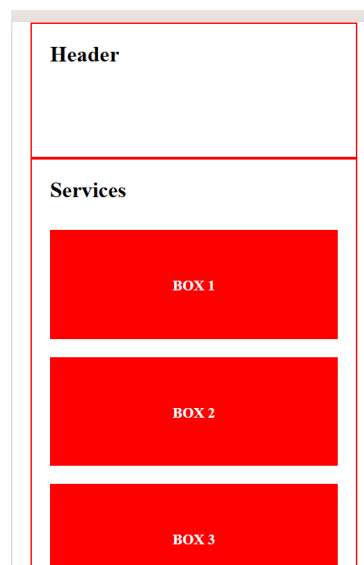 Header
Services
BOX 1
BOX 2
BOX 3